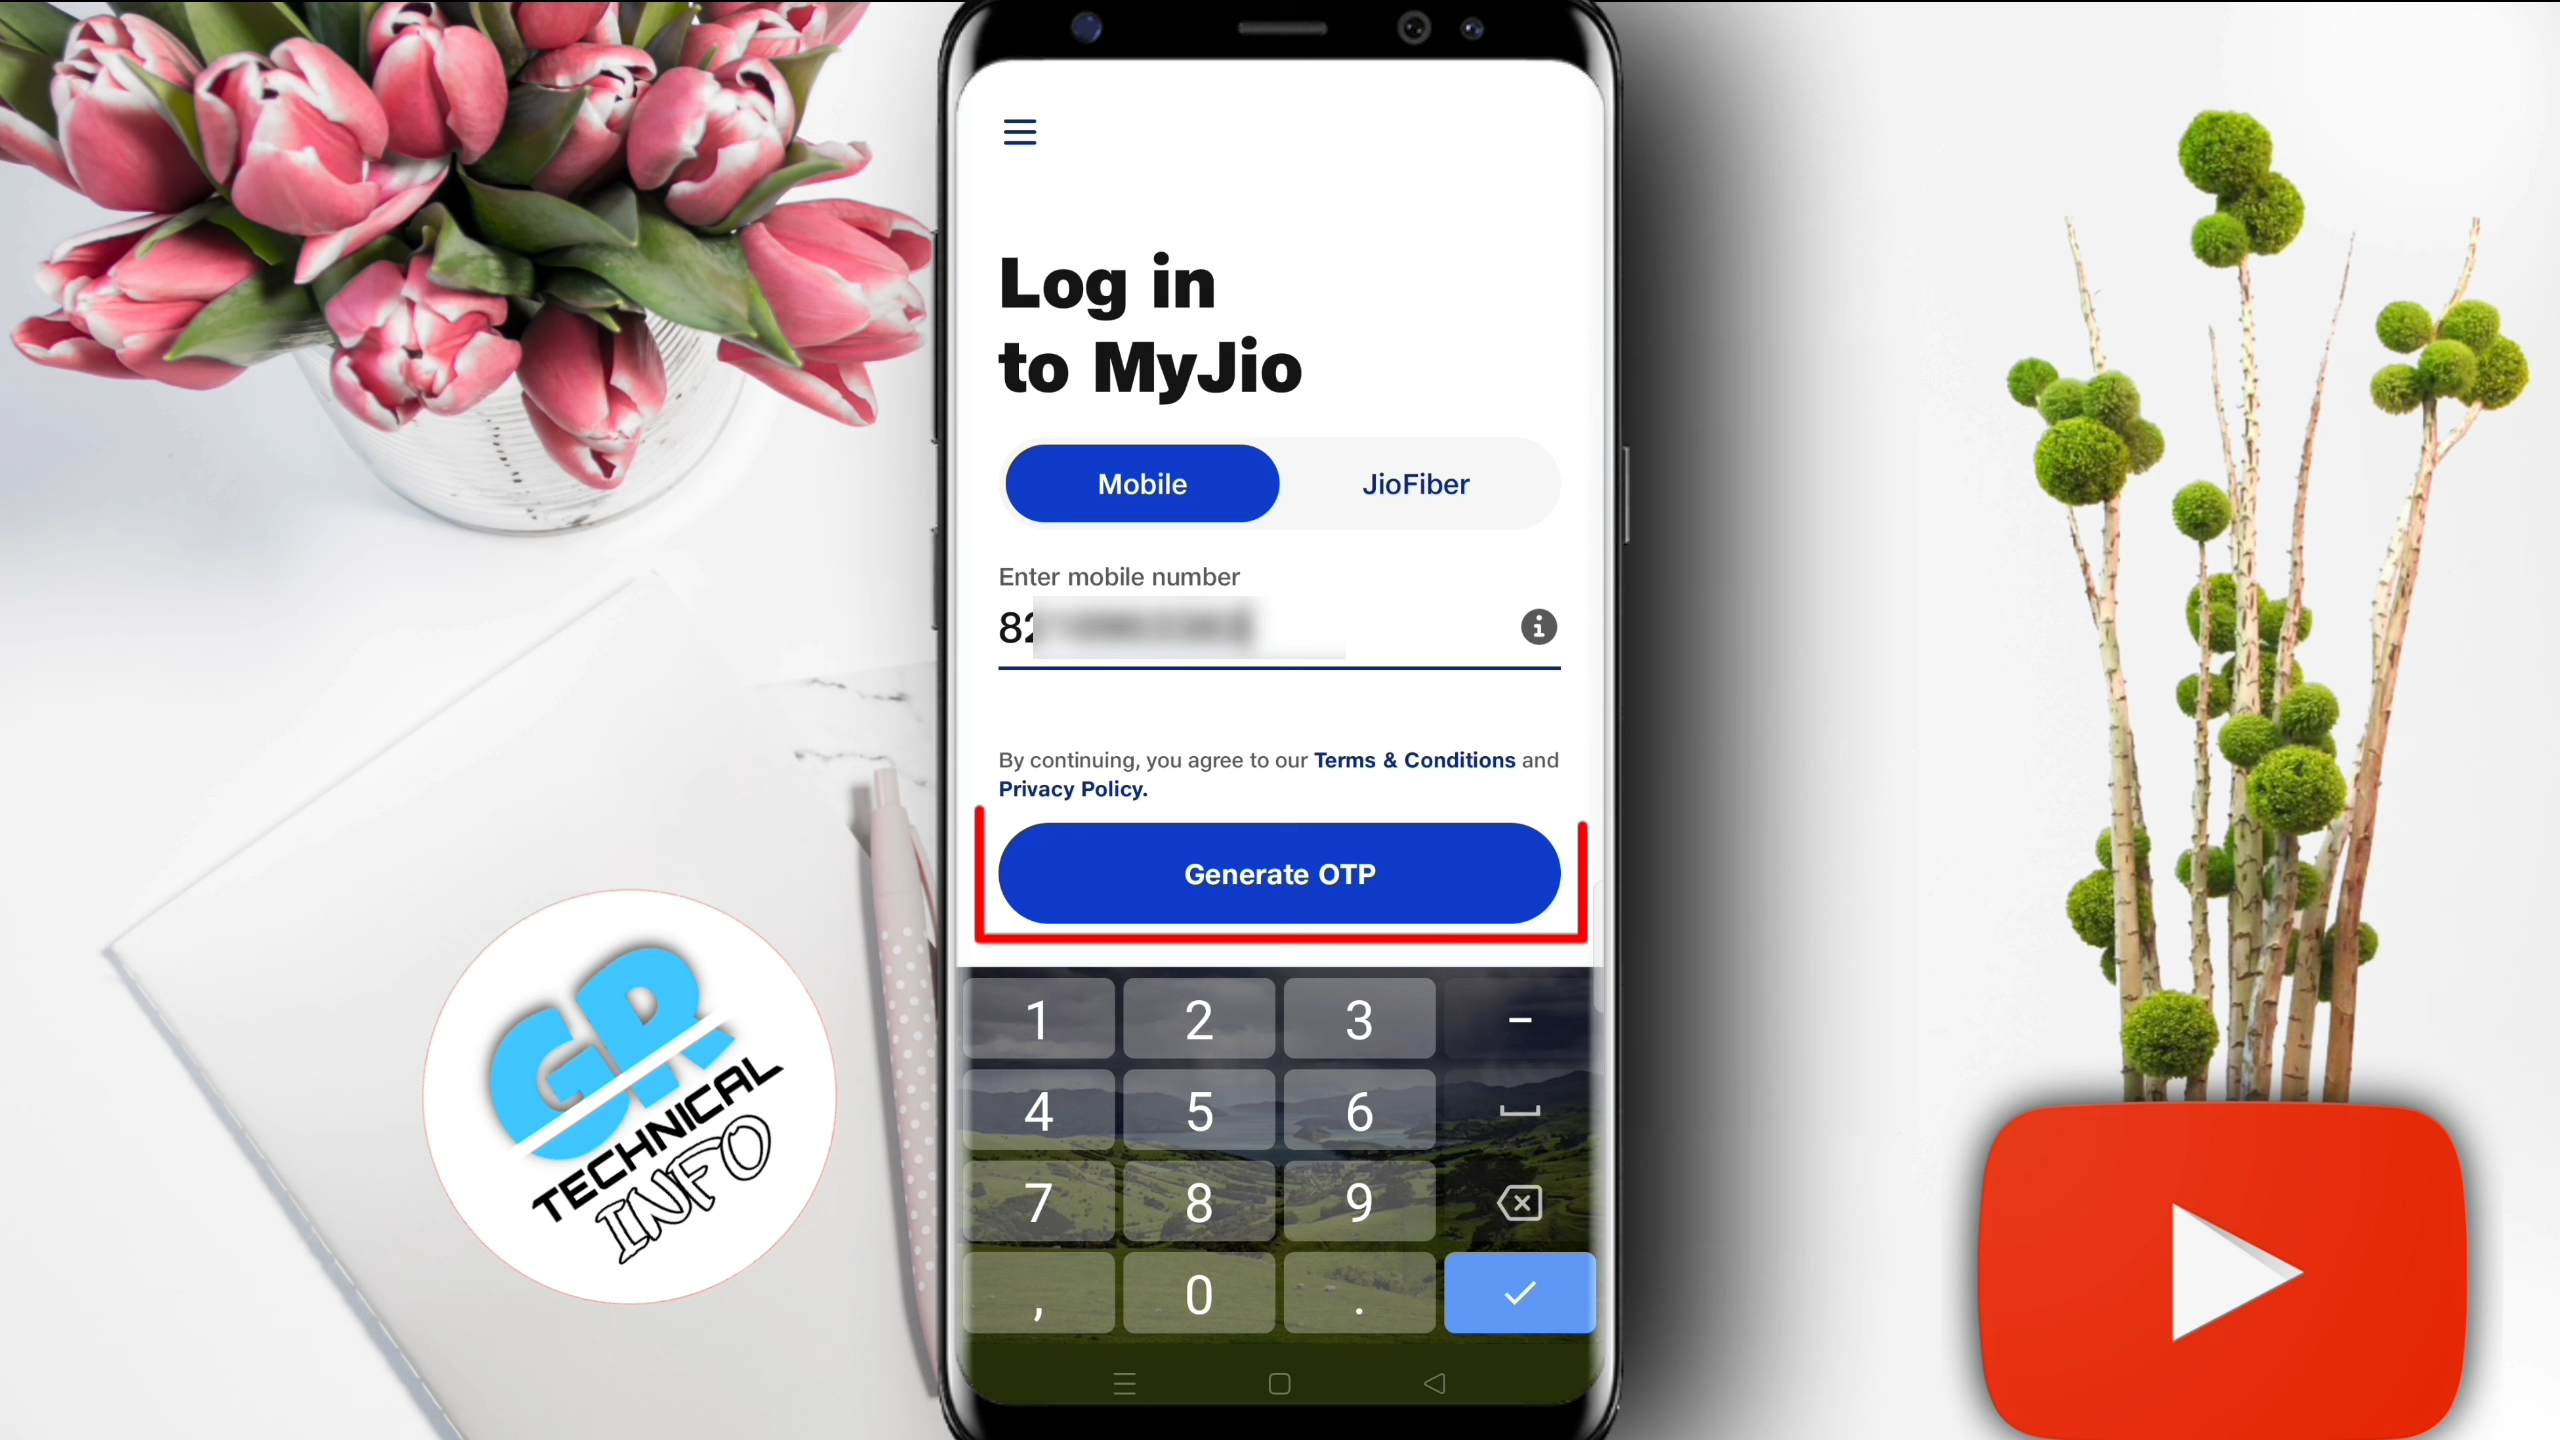 Log in
to MyJio
Mobile
JioFiber
Enter mobile number
82
By continuing, you agree to our Terms & Conditions and
Privacy Policy.
Generate OTP
1 2 3 -
4 5 6
7 8 9
, 0 .
GR
TECHNICAL
INFO